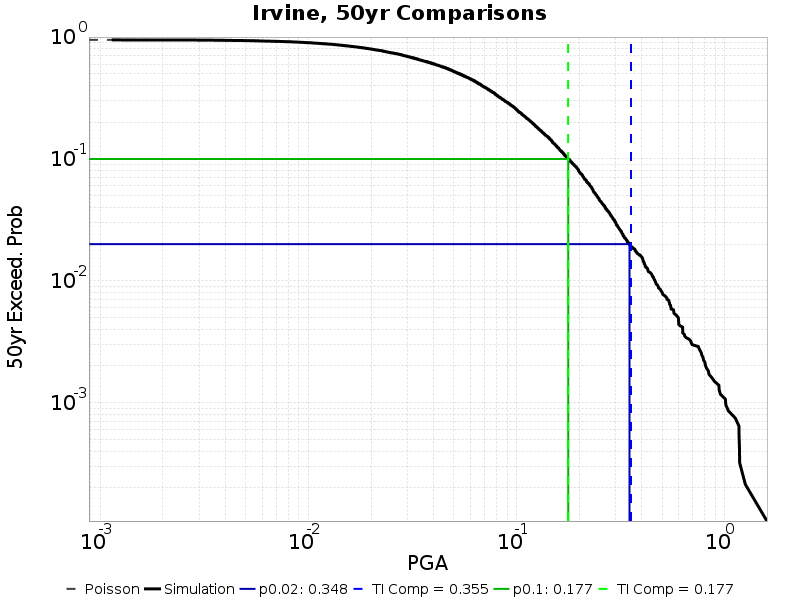 Irvine, 50yr Comparisons
50yr Exceed. Prob
10^0
10^-1
10^-2
10^-3
10^-3 10^-2 10^-1 10^0
PGA
Poisson Simulation p0.02: 0.348 TI Comp = 0.355 p0.1: 0.177 TI Comp = 0.177